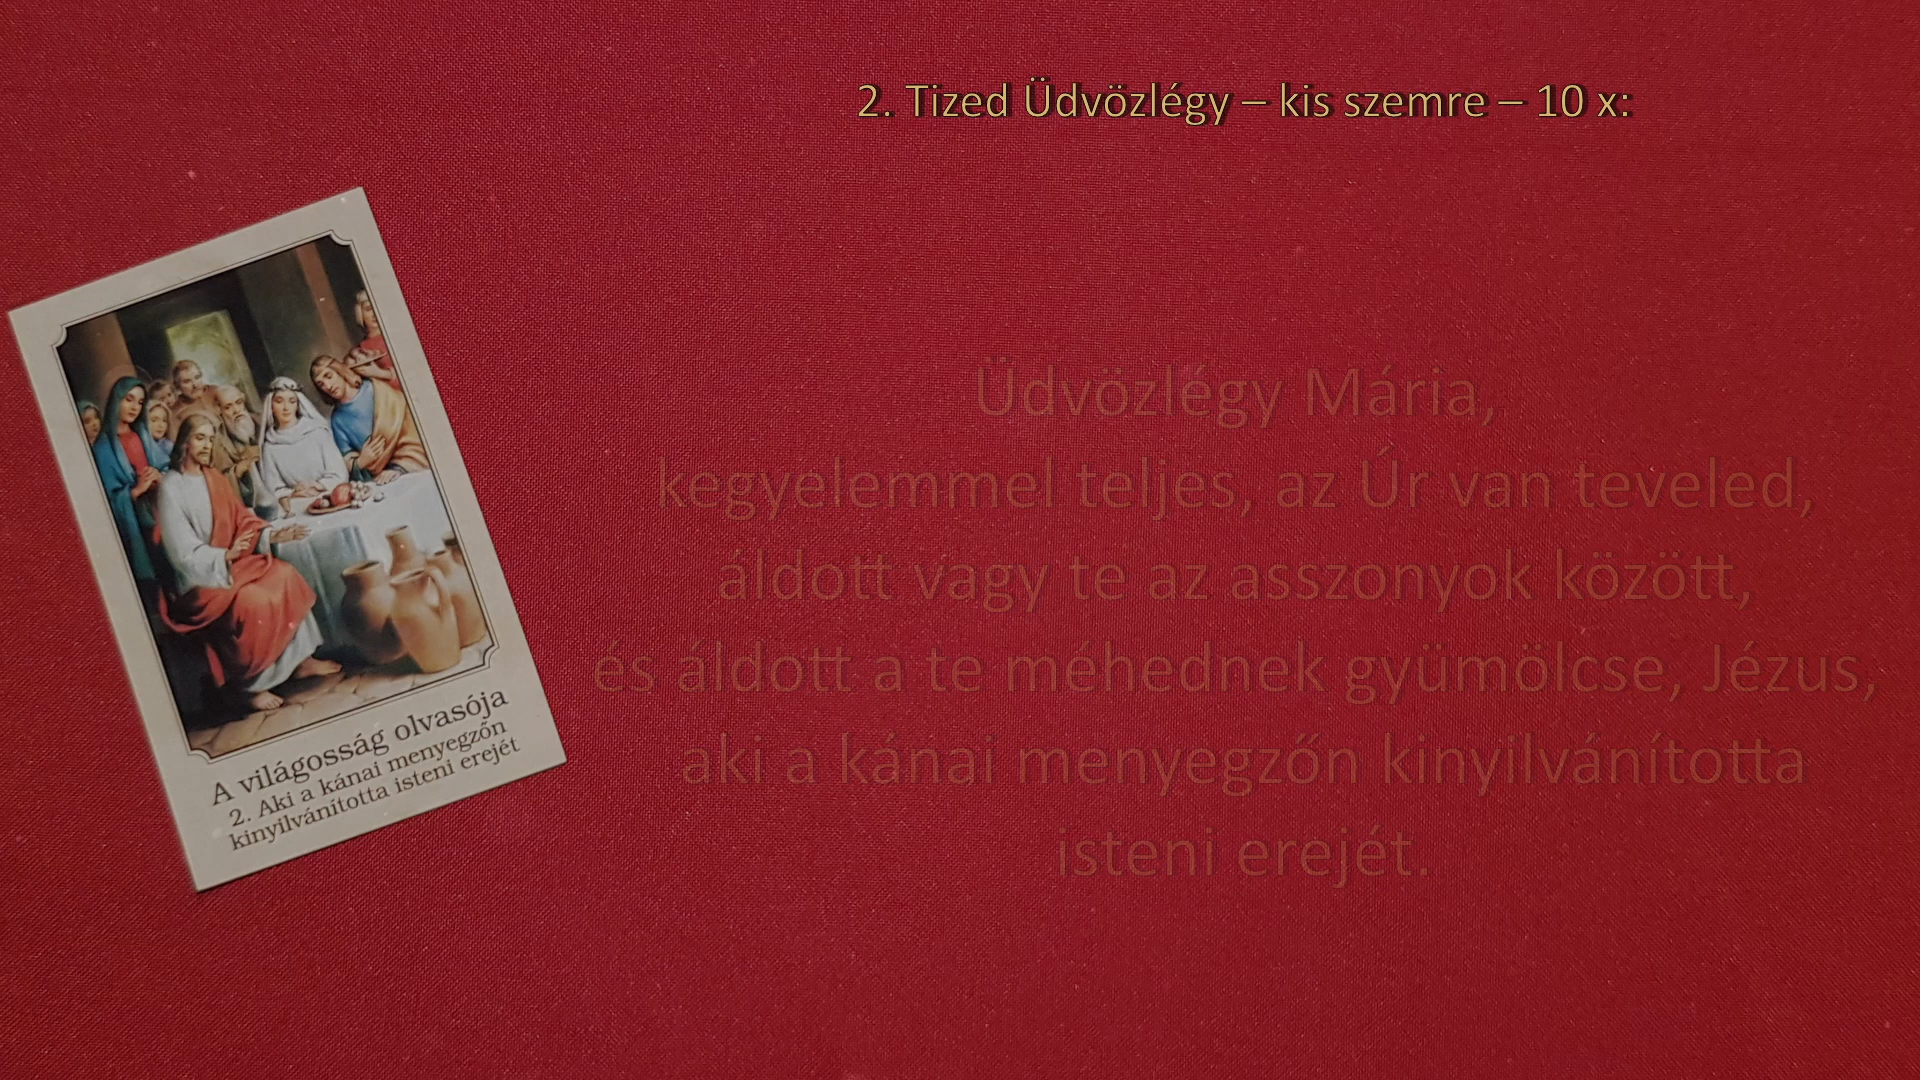 2. Tized Üdvözlégy – kis szemre – 10 x:
Üdvözlégy Mária,
kegyelemmel teljes, az Úr van teveled,
áldott vagy te az asszonyok között,
és áldott a te méhednek gyümölcse, Jézus,
aki a kánai menyegzőn kinyilvánította
isteni erejét.
A világosság olvasója
2. Aki a kánai menyegzőn
kinyilvánította isteni erejét